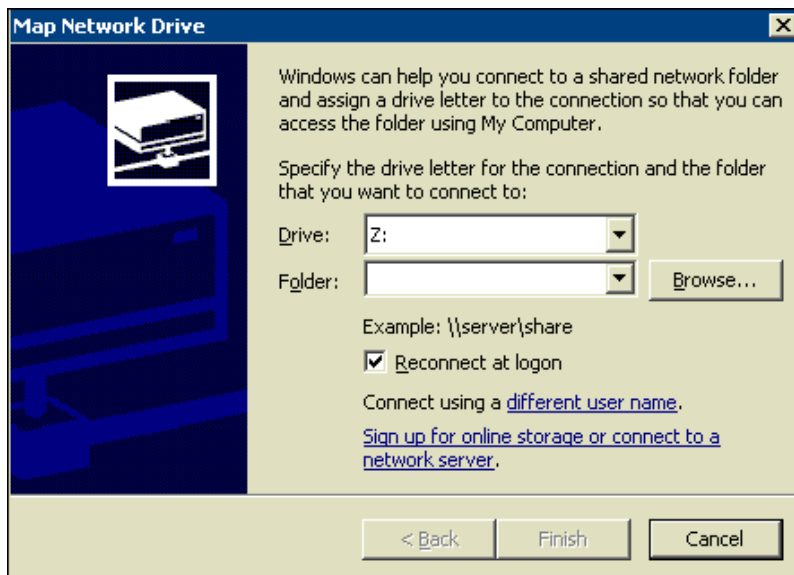 Map Network Drive
Windows can help you connect to a shared network folder
and assign a drive letter to the connection so that you can
access the folder using My Computer.
Specify the drive letter for the connection and the folder
that you want to connect to:
Drive: Z:
Folder: Browse...
Example: \\server\share
Reconnect at logon
Connect using a different user name.
Sign up for online storage or connect to a
network server.
< Back Finish Cancel